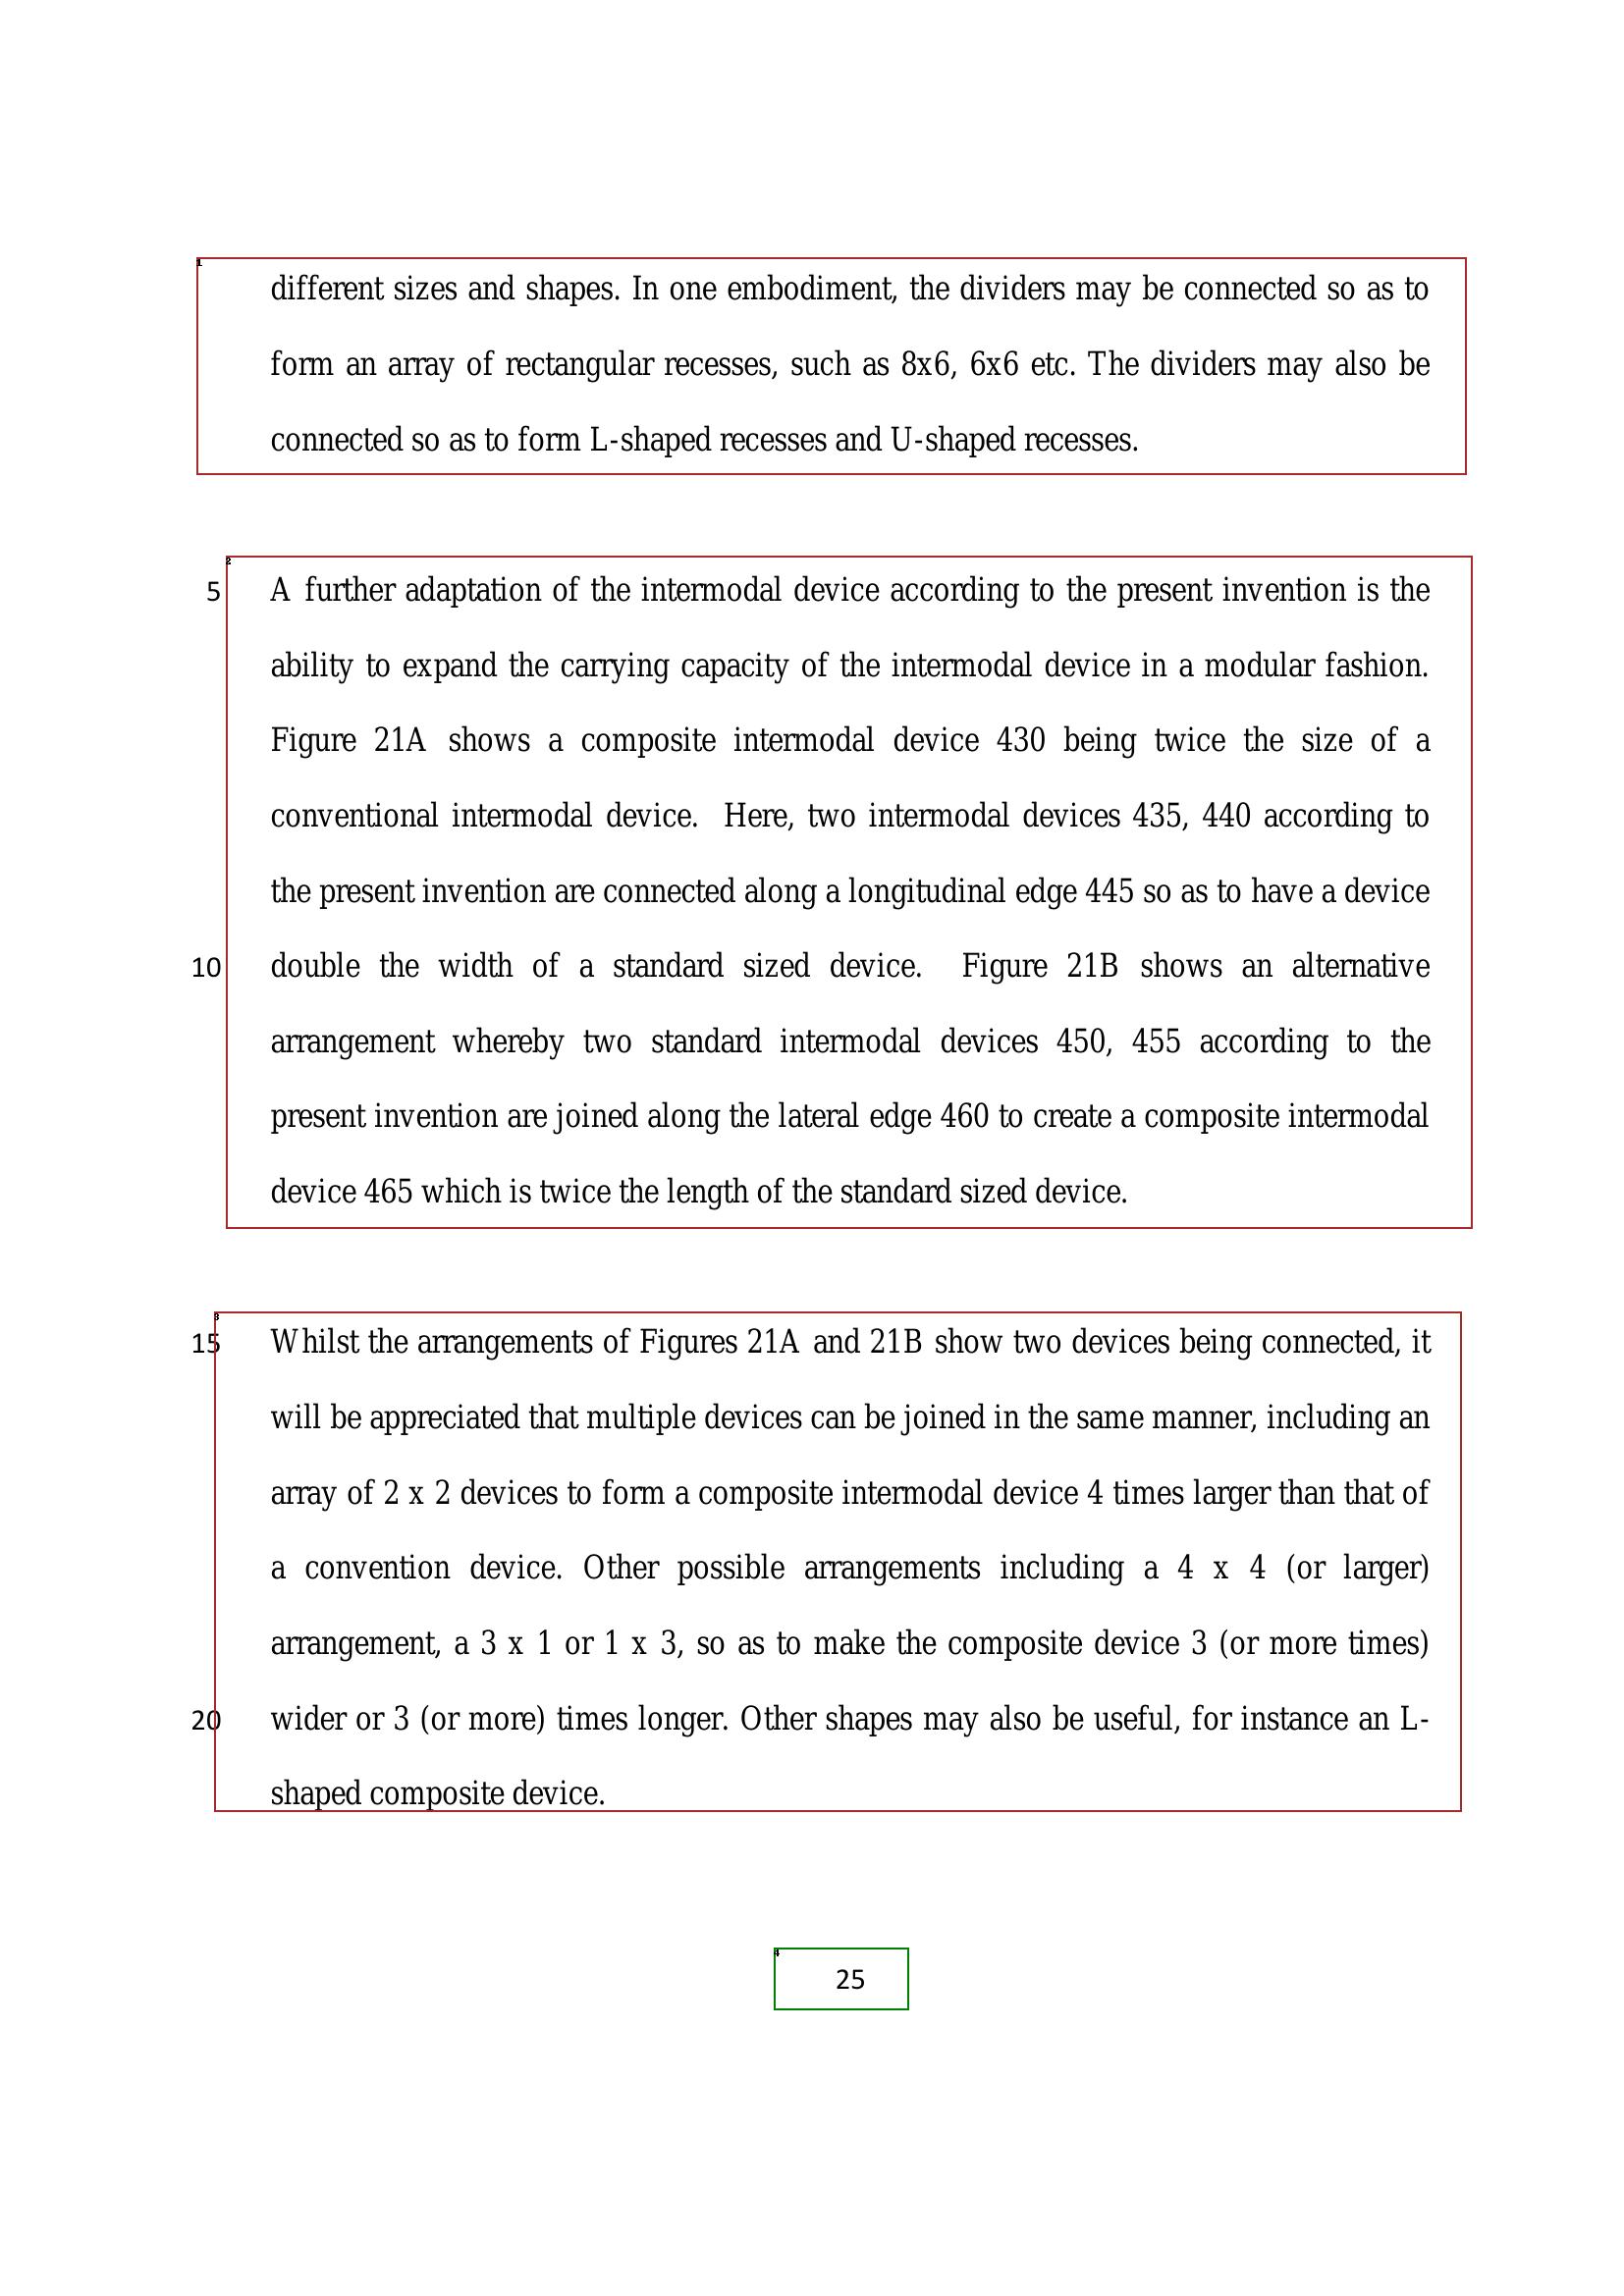 1
different sizes and shapes. In one embodiment, the dividers may be connected so as to
form an array of rectangular recesses, such as 8x6, 6x6 etc. The dividers may also be
connected so as to form L-shaped recesses and U-shaped recesses.
2
5 A further adaptation of the intermodal device according to the present invention is the
ability to expand the carrying capacity of the intermodal device in a modular fashion.
Figure 21A shows a composite intermodal device 430 being twice the size of a
conventional intermodal device. Here, two intermodal devices 435, 440 according to
the present invention are connected along a longitudinal edge 445 so as to have a device
10 double the width of a standard sized device. Figure 21B shows an alternative
arrangement whereby two standard intermodal devices 450, 455 according to the
present invention are joined along the lateral edge 460 to create a composite intermodal
device 465 which is twice the length of the standard sized device.
3
15 Whilst the arrangements of Figures 21A and 21B show two devices being connected, it
will be appreciated that multiple devices can be joined in the same manner, including an
array of 2 x 2 devices to form a composite intermodal device 4 times larger than that of
a convention device. Other possible arrangements including a 4 x 4 (or larger)
arrangement, a 3 x 1 or 1 x 3, so as to make the composite device 3 (or more times)
20 wider or 3 (or more) times longer. Other shapes may also be useful, for instance an L-
shaped composite device.
4
25